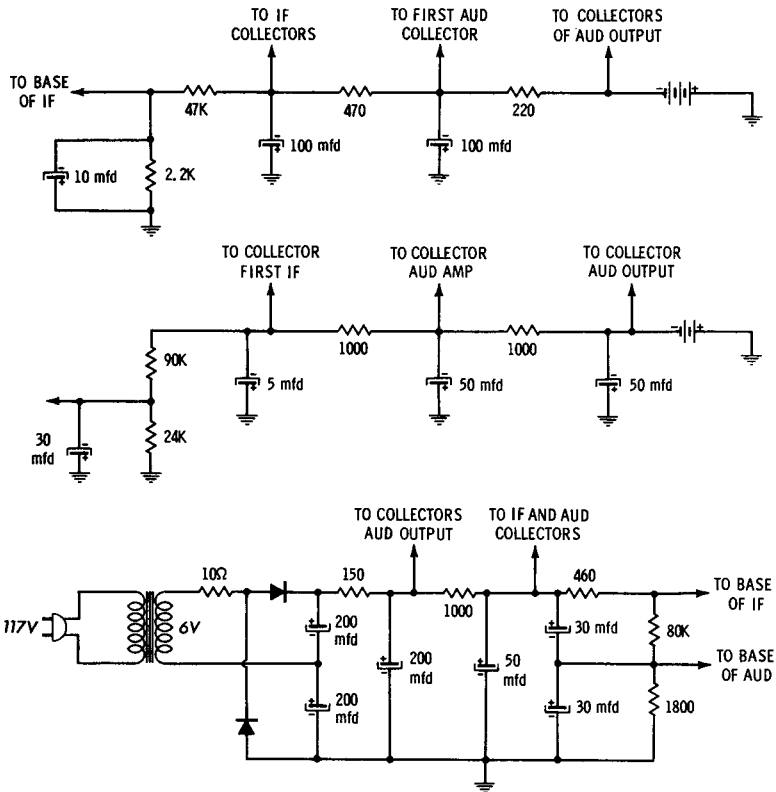 TO IF
COLLECTORS
TO FIRST AUD
COLLECTOR
TO COLLECTORS
OF AUD OUTPUT
TO BASE
OF IF
47K
470
220
- +
-
+
10 mfd
2.2K
-
+
100 mfd
-
+
100 mfd
TO COLLECTOR
FIRST IF
TO COLLECTOR
AUD AMP
TO COLLECTOR
AUD OUTPUT
1000
1000
- +
90K
-
+
5 mfd
-
+
50 mfd
-
+
50 mfd
30
mfd
-
+
24K
TO COLLECTORS
AUD OUTPUT
TO IF AND AUD
COLLECTORS
10Ω
150
1000
460
TO BASE
OF IF
117V
6V
+
-
200
mfd
+
-
200
mfd
+
-
200
mfd
+
-
50
mfd
+
-
30 mfd
+
-
30 mfd
80K
TO BASE
OF AUD
1800